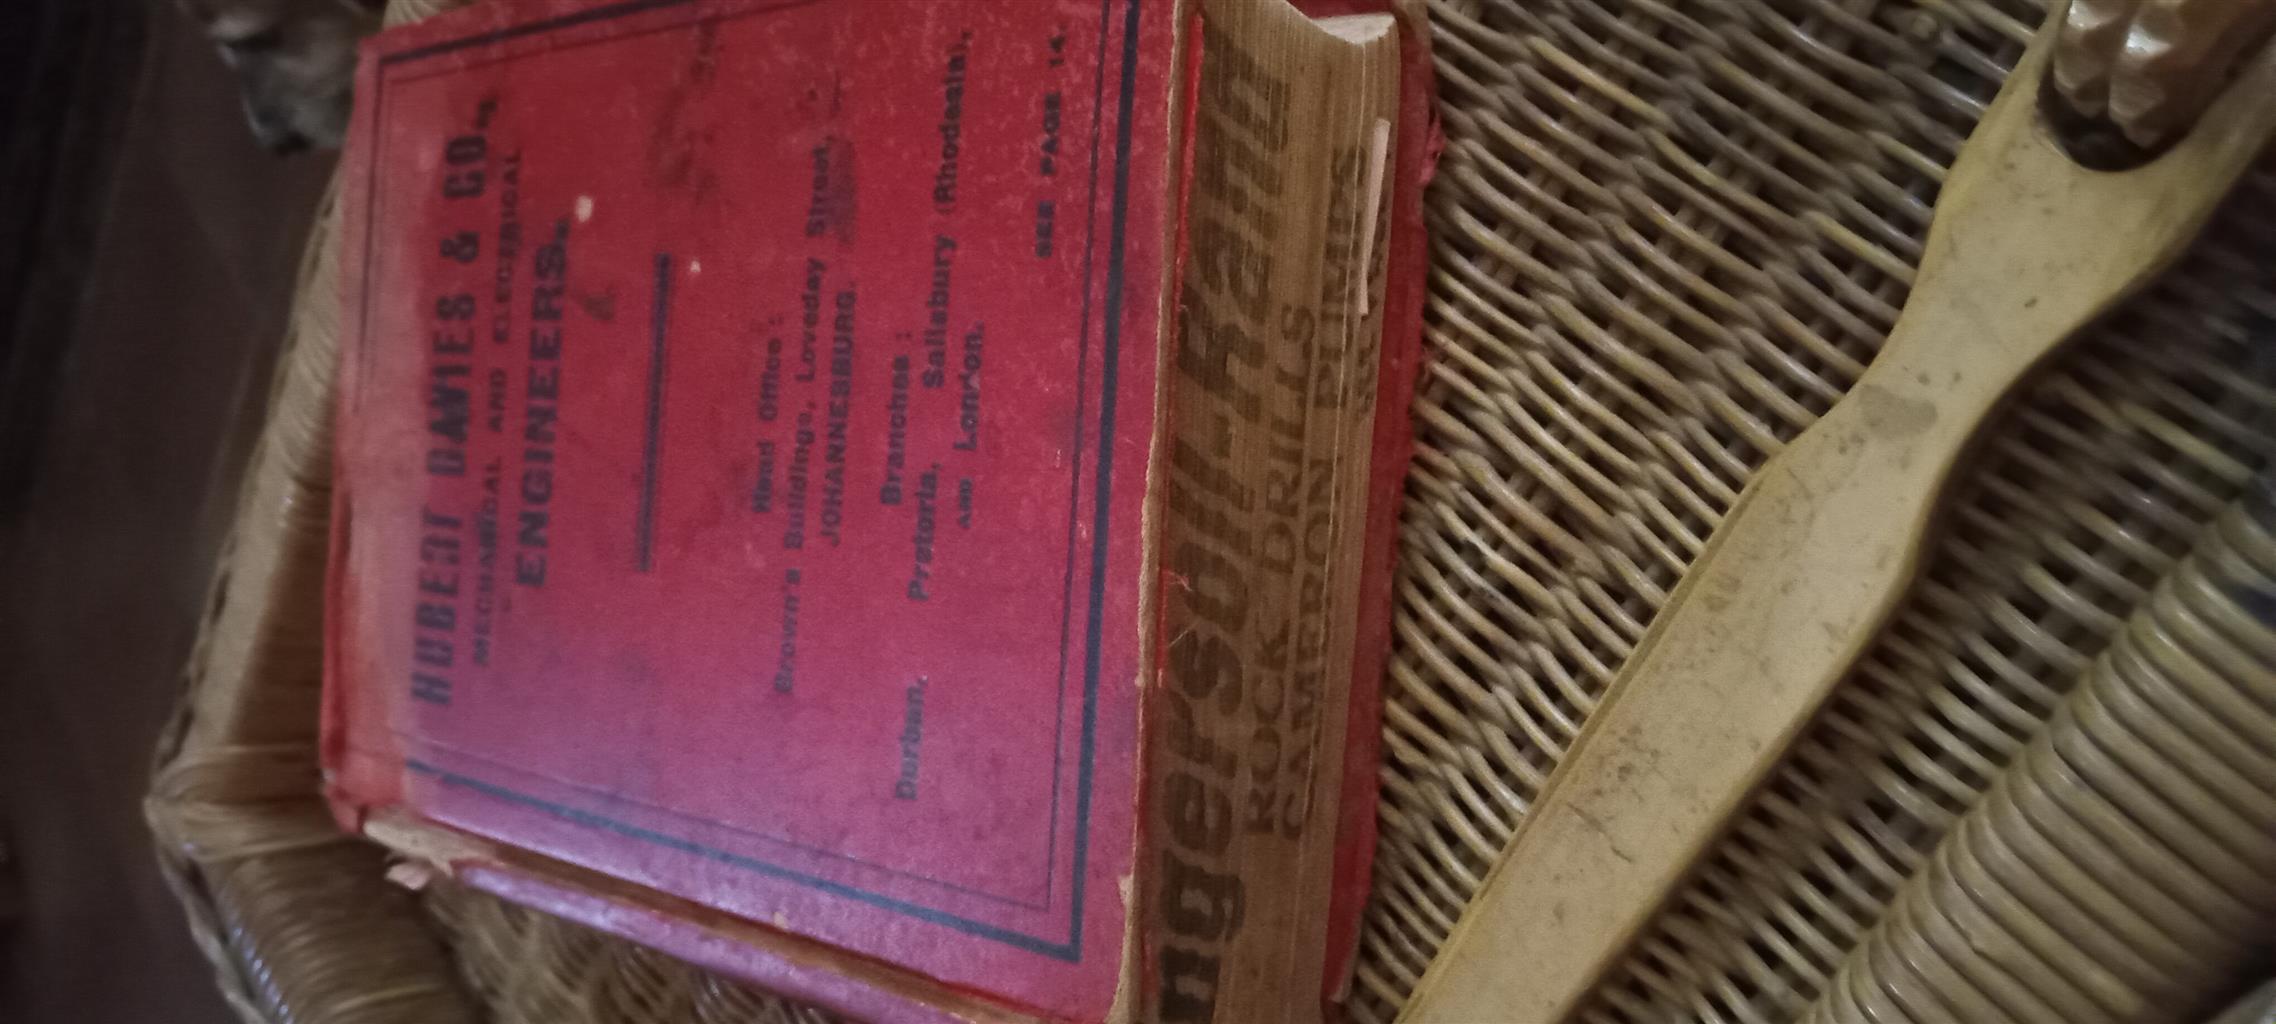 HUBERT DAVIES & CO.,
MECHANICAL AND ELECTRICAL
ENGINEERS.
Head Office:
Brown's Buildings, Loveday Street,
JOHANNESBURG.
Branches:
Durban, Pretoria, Salisbury (Rhodesia),
AND London.
SEE PAGE 14.
ngersoll-Rand
ROCK DRILLS
CAMERON PUMPS